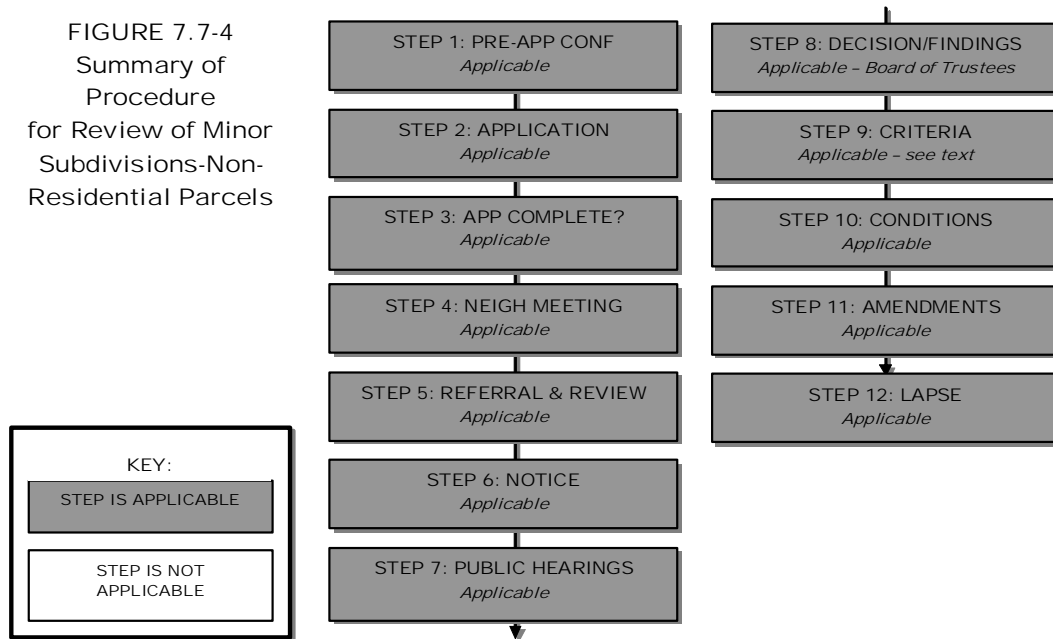 FIGURE 7.7-4
Summary of
Procedure
for Review of Minor
Subdivisions-Non-
Residential Parcels
STEP 1: PRE-APP CONF
Applicable
STEP 2: APPLICATION
Applicable
STEP 3: APP COMPLETE?
Applicable
STEP 4: NEIGH MEETING
Applicable
STEP 5: REFERRAL & REVIEW
Applicable
STEP 6: NOTICE
Applicable
STEP 7: PUBLIC HEARINGS
Applicable
STEP 8: DECISION/FINDINGS
Applicable – Board of Trustees
STEP 9: CRITERIA
Applicable – see text
STEP 10: CONDITIONS
Applicable
STEP 11: AMENDMENTS
Applicable
STEP 12: LAPSE
Applicable
KEY:
STEP IS APPLICABLE
STEP IS NOT
APPLICABLE